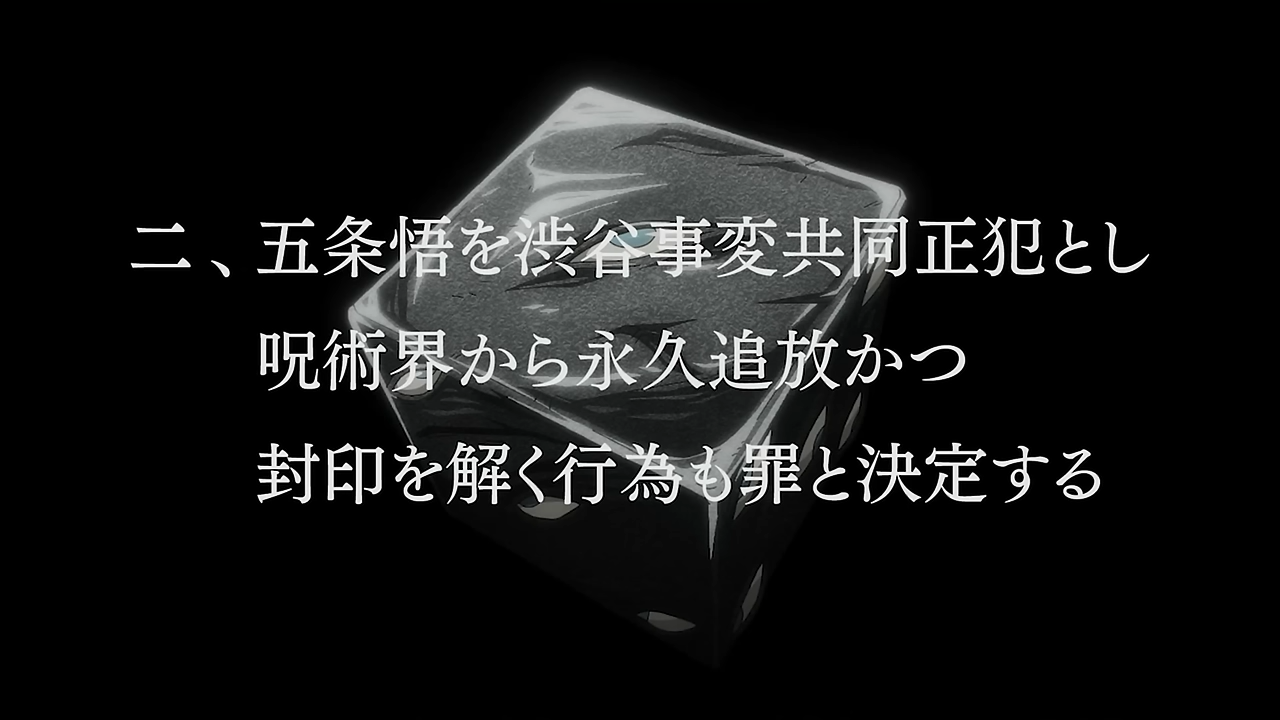 二、五条悟を渋谷事変共同正犯とし
呪術界から永久追放かつ
封印を解く行為も罪と決定する